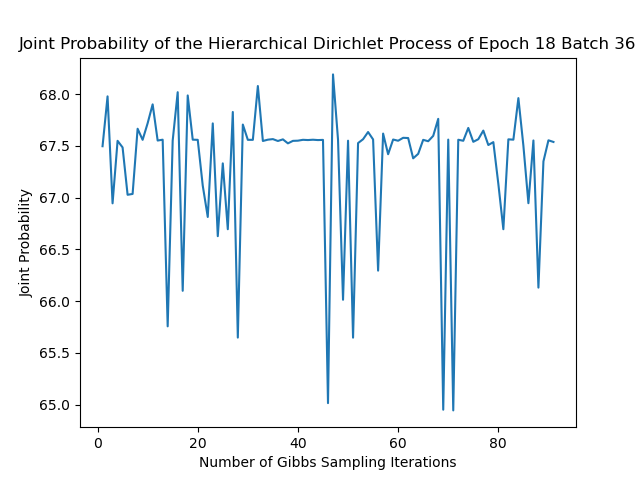 Joint Probability of the Hierarchical Dirichlet Process of Epoch 18 Batch 36
68.0
67.5
67.0
66.5
66.0
65.5
65.0
Joint Probability
0 20 40 60 80
Number of Gibbs Sampling Iterations